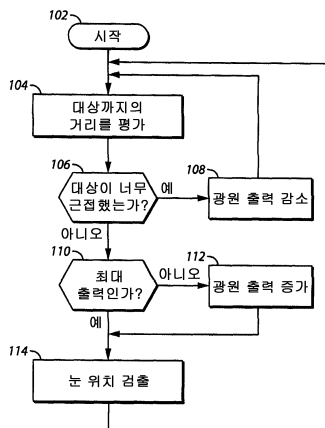 102
시작
104
대상까지의
거리를 평가
106
대상이 너무
근접했는가?
예
108
광원 출력 감소
아니오
110
최대
출력인가?
아니오
112
광원 출력 증가
예
114
눈 위치 검출